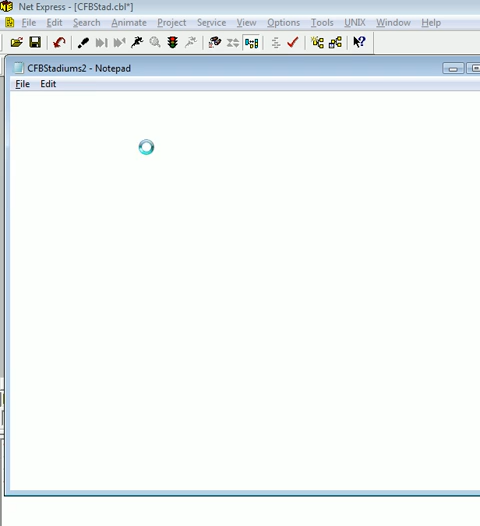 Net Express - [CFBStad.cbl*]
File Edit Search Animate Project Service View Options Tools UNIX Window Help
CFBStadiums2 - Notepad
File Edit